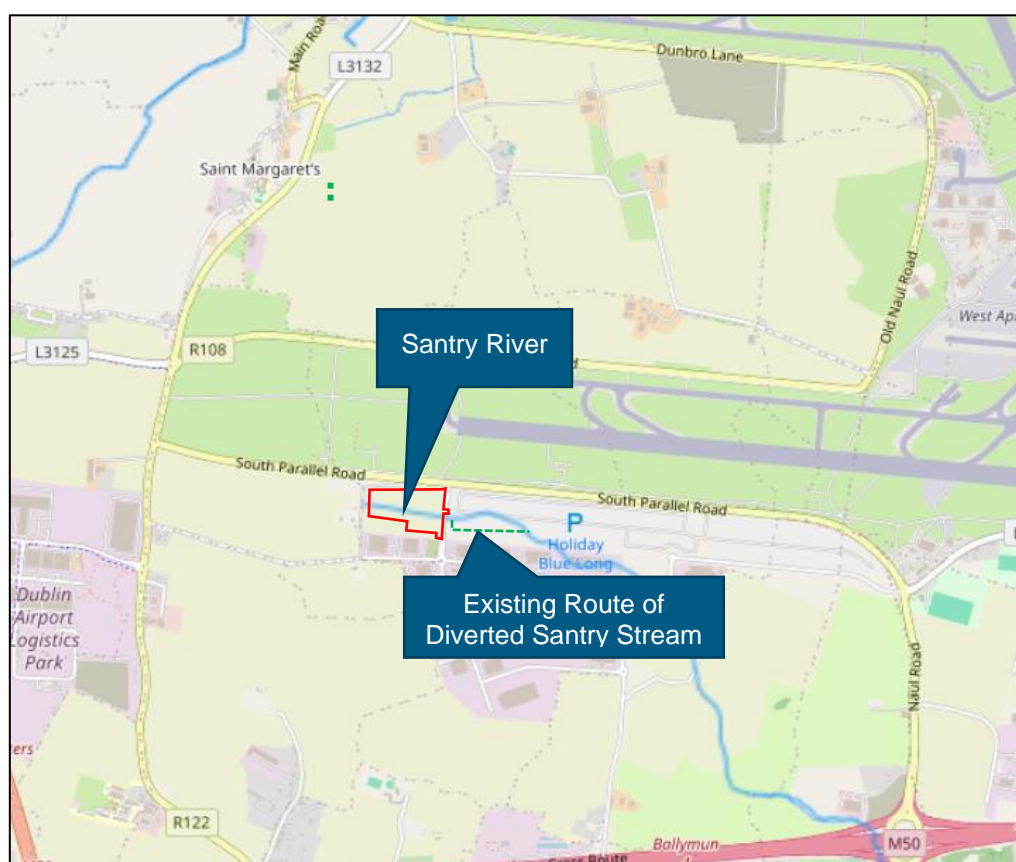 Dunbro Lane
Main Road
L3132
Saint Margaret's
Old Naul Road
West Ap
L3125
R108
Santry River
South Parallel Road
South Parallel Road
P
Holiday
Blue Long
Existing Route of
Diverted Santry Stream
Dublin
Airport
Logistics
Park
Naul Road
R122
Ballymun
M50